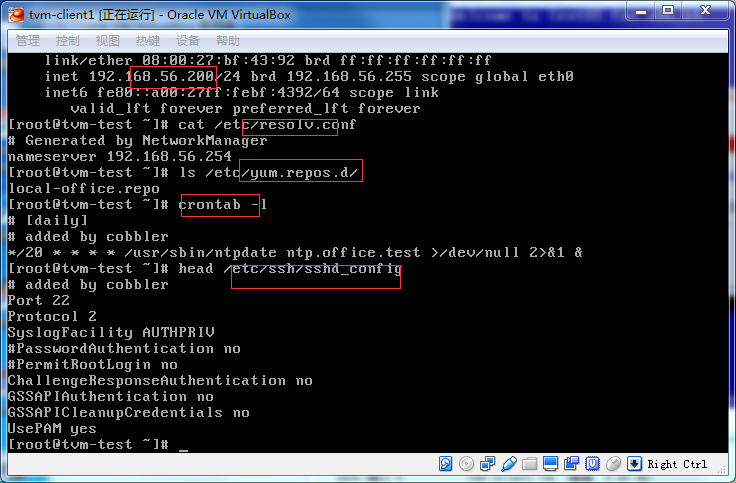 tvm-client1 [正在运行] - Oracle VM VirtualBox
管理 控制 视图 热键 设备 帮助
link/ether 08:00:27:bf:43:92 brd ff:ff:ff:ff:ff:ff
inet 192.168.56.200/24 brd 192.168.56.255 scope global eth0
inet6 fe80::a00:27ff:febf:4392/64 scope link
valid_lft forever preferred_lft forever
[root@tvm-test ~]# cat /etc/resolv.conf
# Generated by NetworkManager
nameserver 192.168.56.254
[root@tvm-test ~]# ls /etc/yum.repos.d/
local-office.repo
[root@tvm-test ~]# crontab -l
# [daily]
# added by cobbler
*/20 * * * * /usr/sbin/ntpdate ntp.office.test >/dev/null 2>&1 &
[root@tvm-test ~]# head /etc/ssh/sshd_config
# added by cobbler
Port 22
Protocol 2
SyslogFacility AUTHPRIV
#PasswordAuthentication no
#PermitRootLogin no
ChallengeResponseAuthentication no
GSSAPIAuthentication no
GSSAPICleanupCredentials no
UsePAM yes
[root@tvm-test ~]# _
Right Ctrl